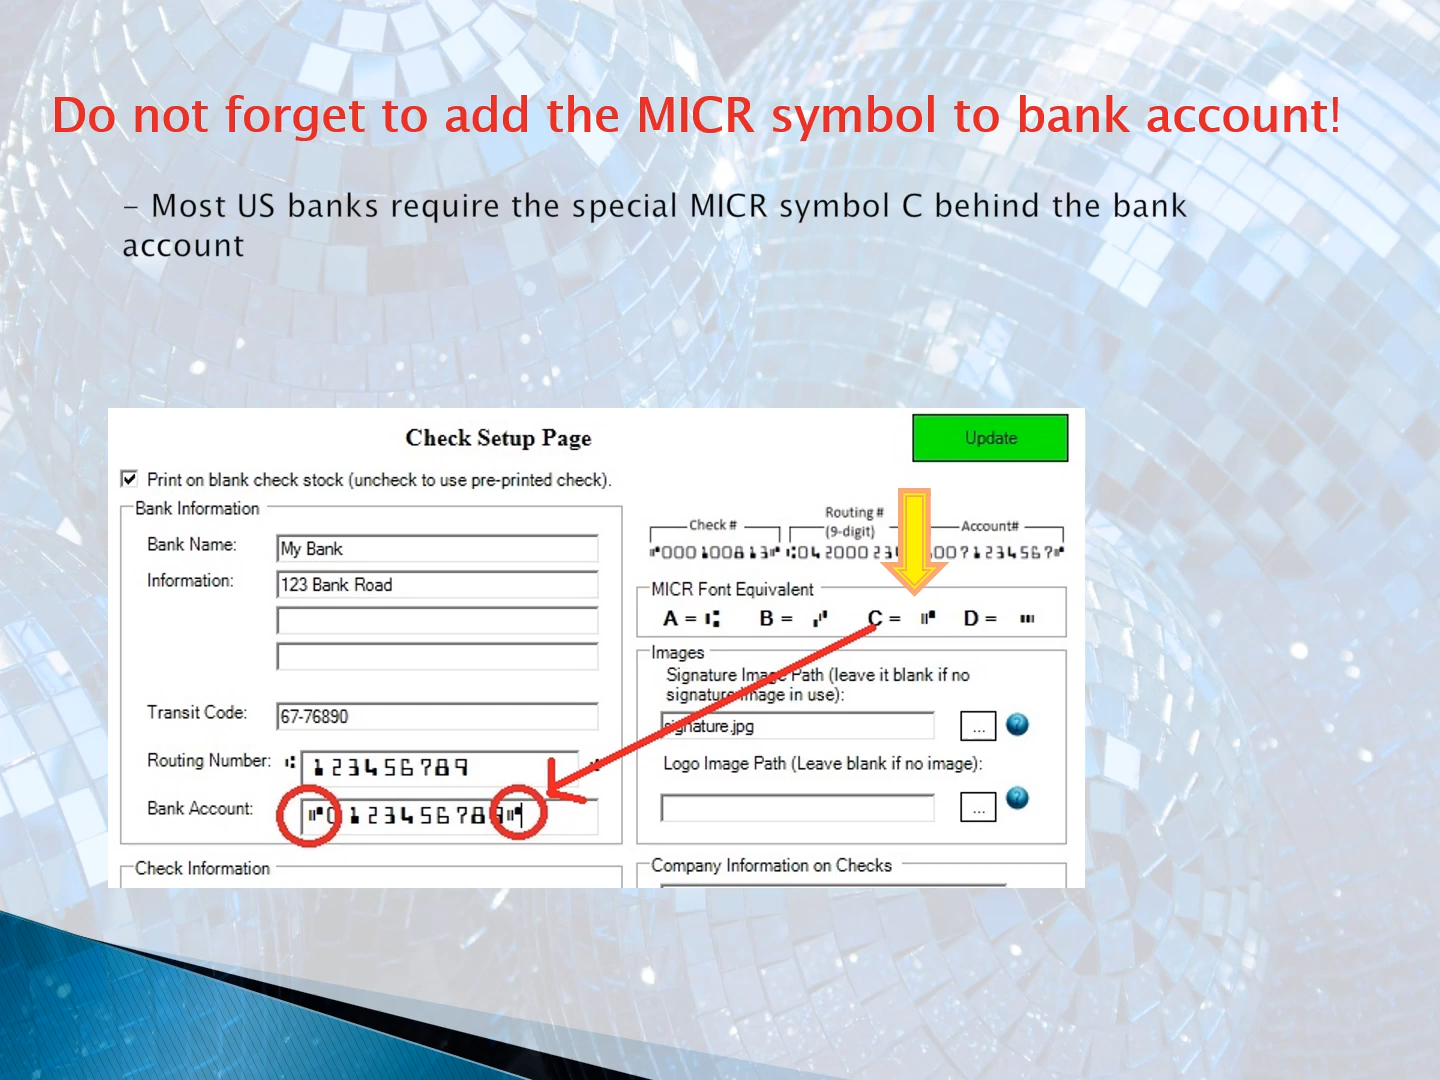 Do not forget to add the MICR symbol to bank account!
– Most US banks require the special MICR symbol C behind the bank
account
Check Setup Page
Update
Print on blank check stock (uncheck to use pre-printed check).
Bank Information
Bank Name: My Bank
Information: 123 Bank Road
Transit Code: 67-76890
Routing Number: ⑆ 123456789
Bank Account: ⑈0123456789⑈
Check Information
Check# Routing # (9-digit) Account#
⑈000100813⑈ ⑆04200023 60071234567⑈
MICR Font Equivalent
A = ⑆ B = ⑇ C = ⑈ D = ⑉
Images
Signature Image Path (leave it blank if no
signature image in use):
signature.jpg ... ?
Logo Image Path (Leave blank if no image):
... ?
Company Information on Checks